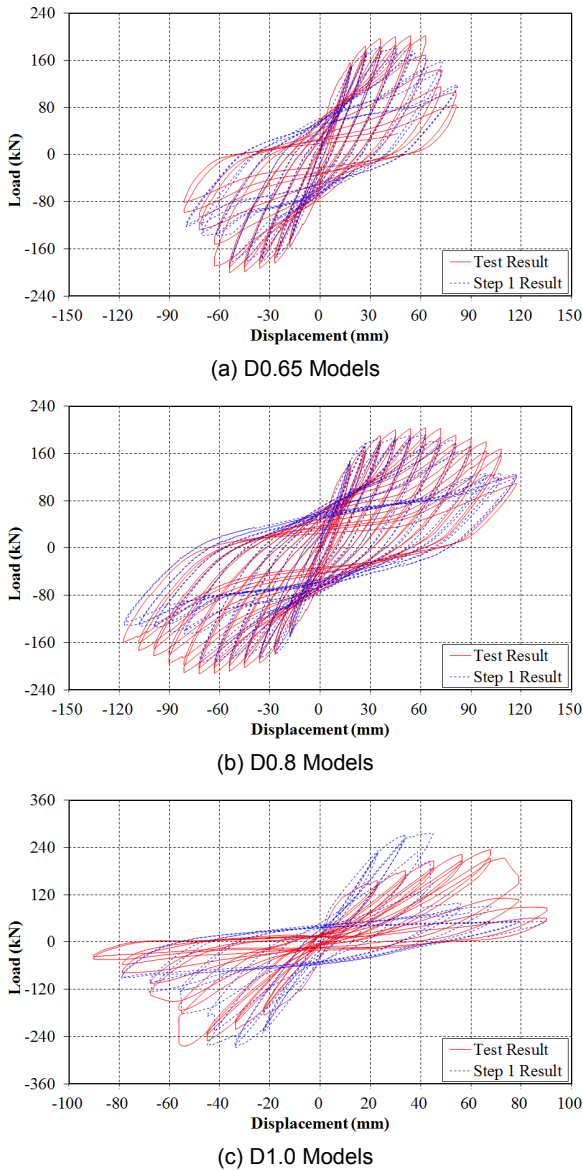 240
160
80
0
-80
-160
-240
Load (kN)
Test Result
Step 1 Result
-150 -120 -90 -60 -30 0 30 60 90 120 150
Displacement (mm)
(a) D0.65 Models
240
160
80
0
-80
-160
-240
Load (kN)
Test Result
Step 1 Result
-150 -120 -90 -60 -30 0 30 60 90 120 150
Displacement (mm)
(b) D0.8 Models
360
240
120
0
-120
-240
-360
Load (kN)
Test Result
Step 1 Result
-100 -80 -60 -40 -20 0 20 40 60 80 100
Displacement (mm)
(c) D1.0 Models